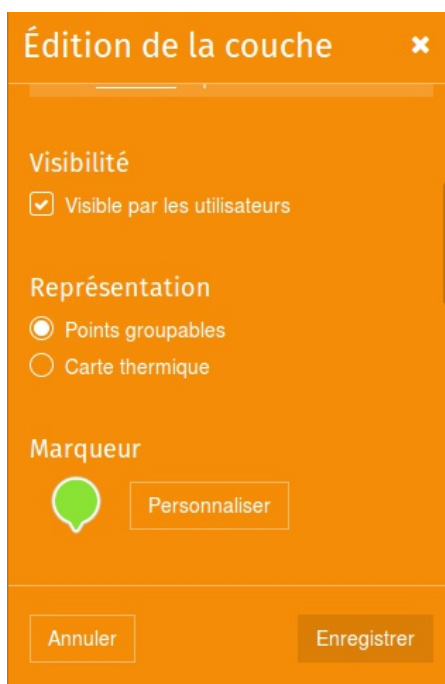 Édition de la couche
Visibilité
Visible par les utilisateurs
Représentation
Points groupables
Carte thermique
Marqueur
Personnaliser
Annuler
Enregistrer